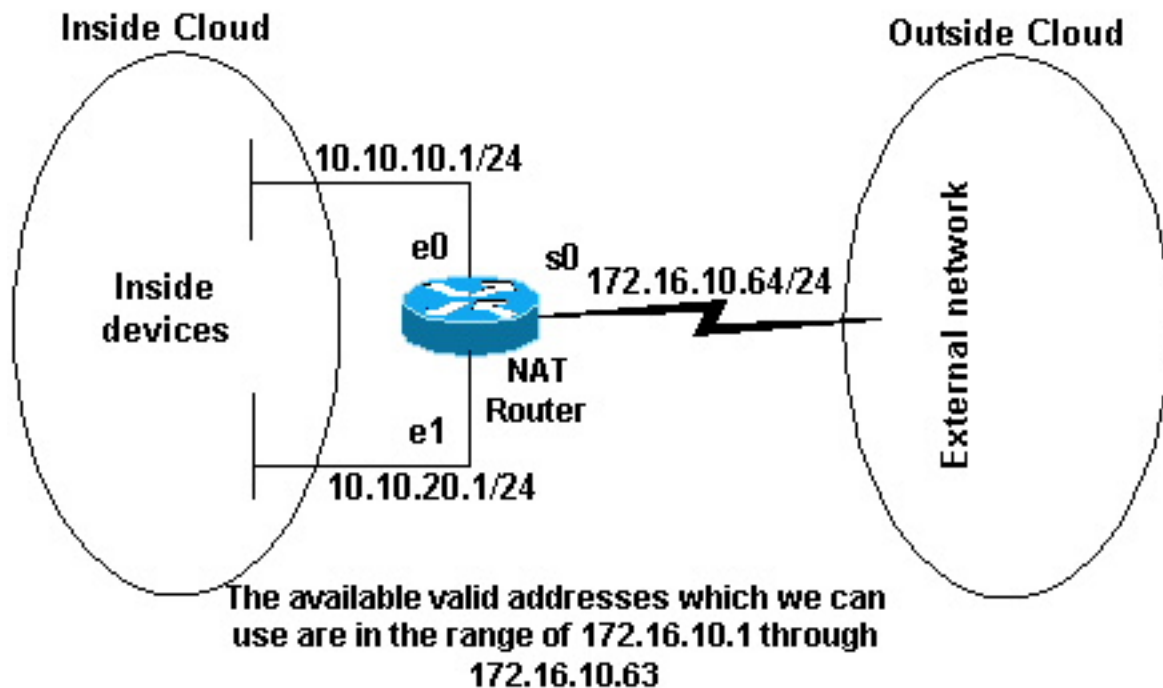 Inside Cloud
Outside Cloud
10.10.10.1/24
e0
s0
172.16.10.64/24
Inside
devices
External network
NAT
Router
e1
10.10.20.1/24
The available valid addresses which we can
use are in the range of 172.16.10.1 through
172.16.10.63